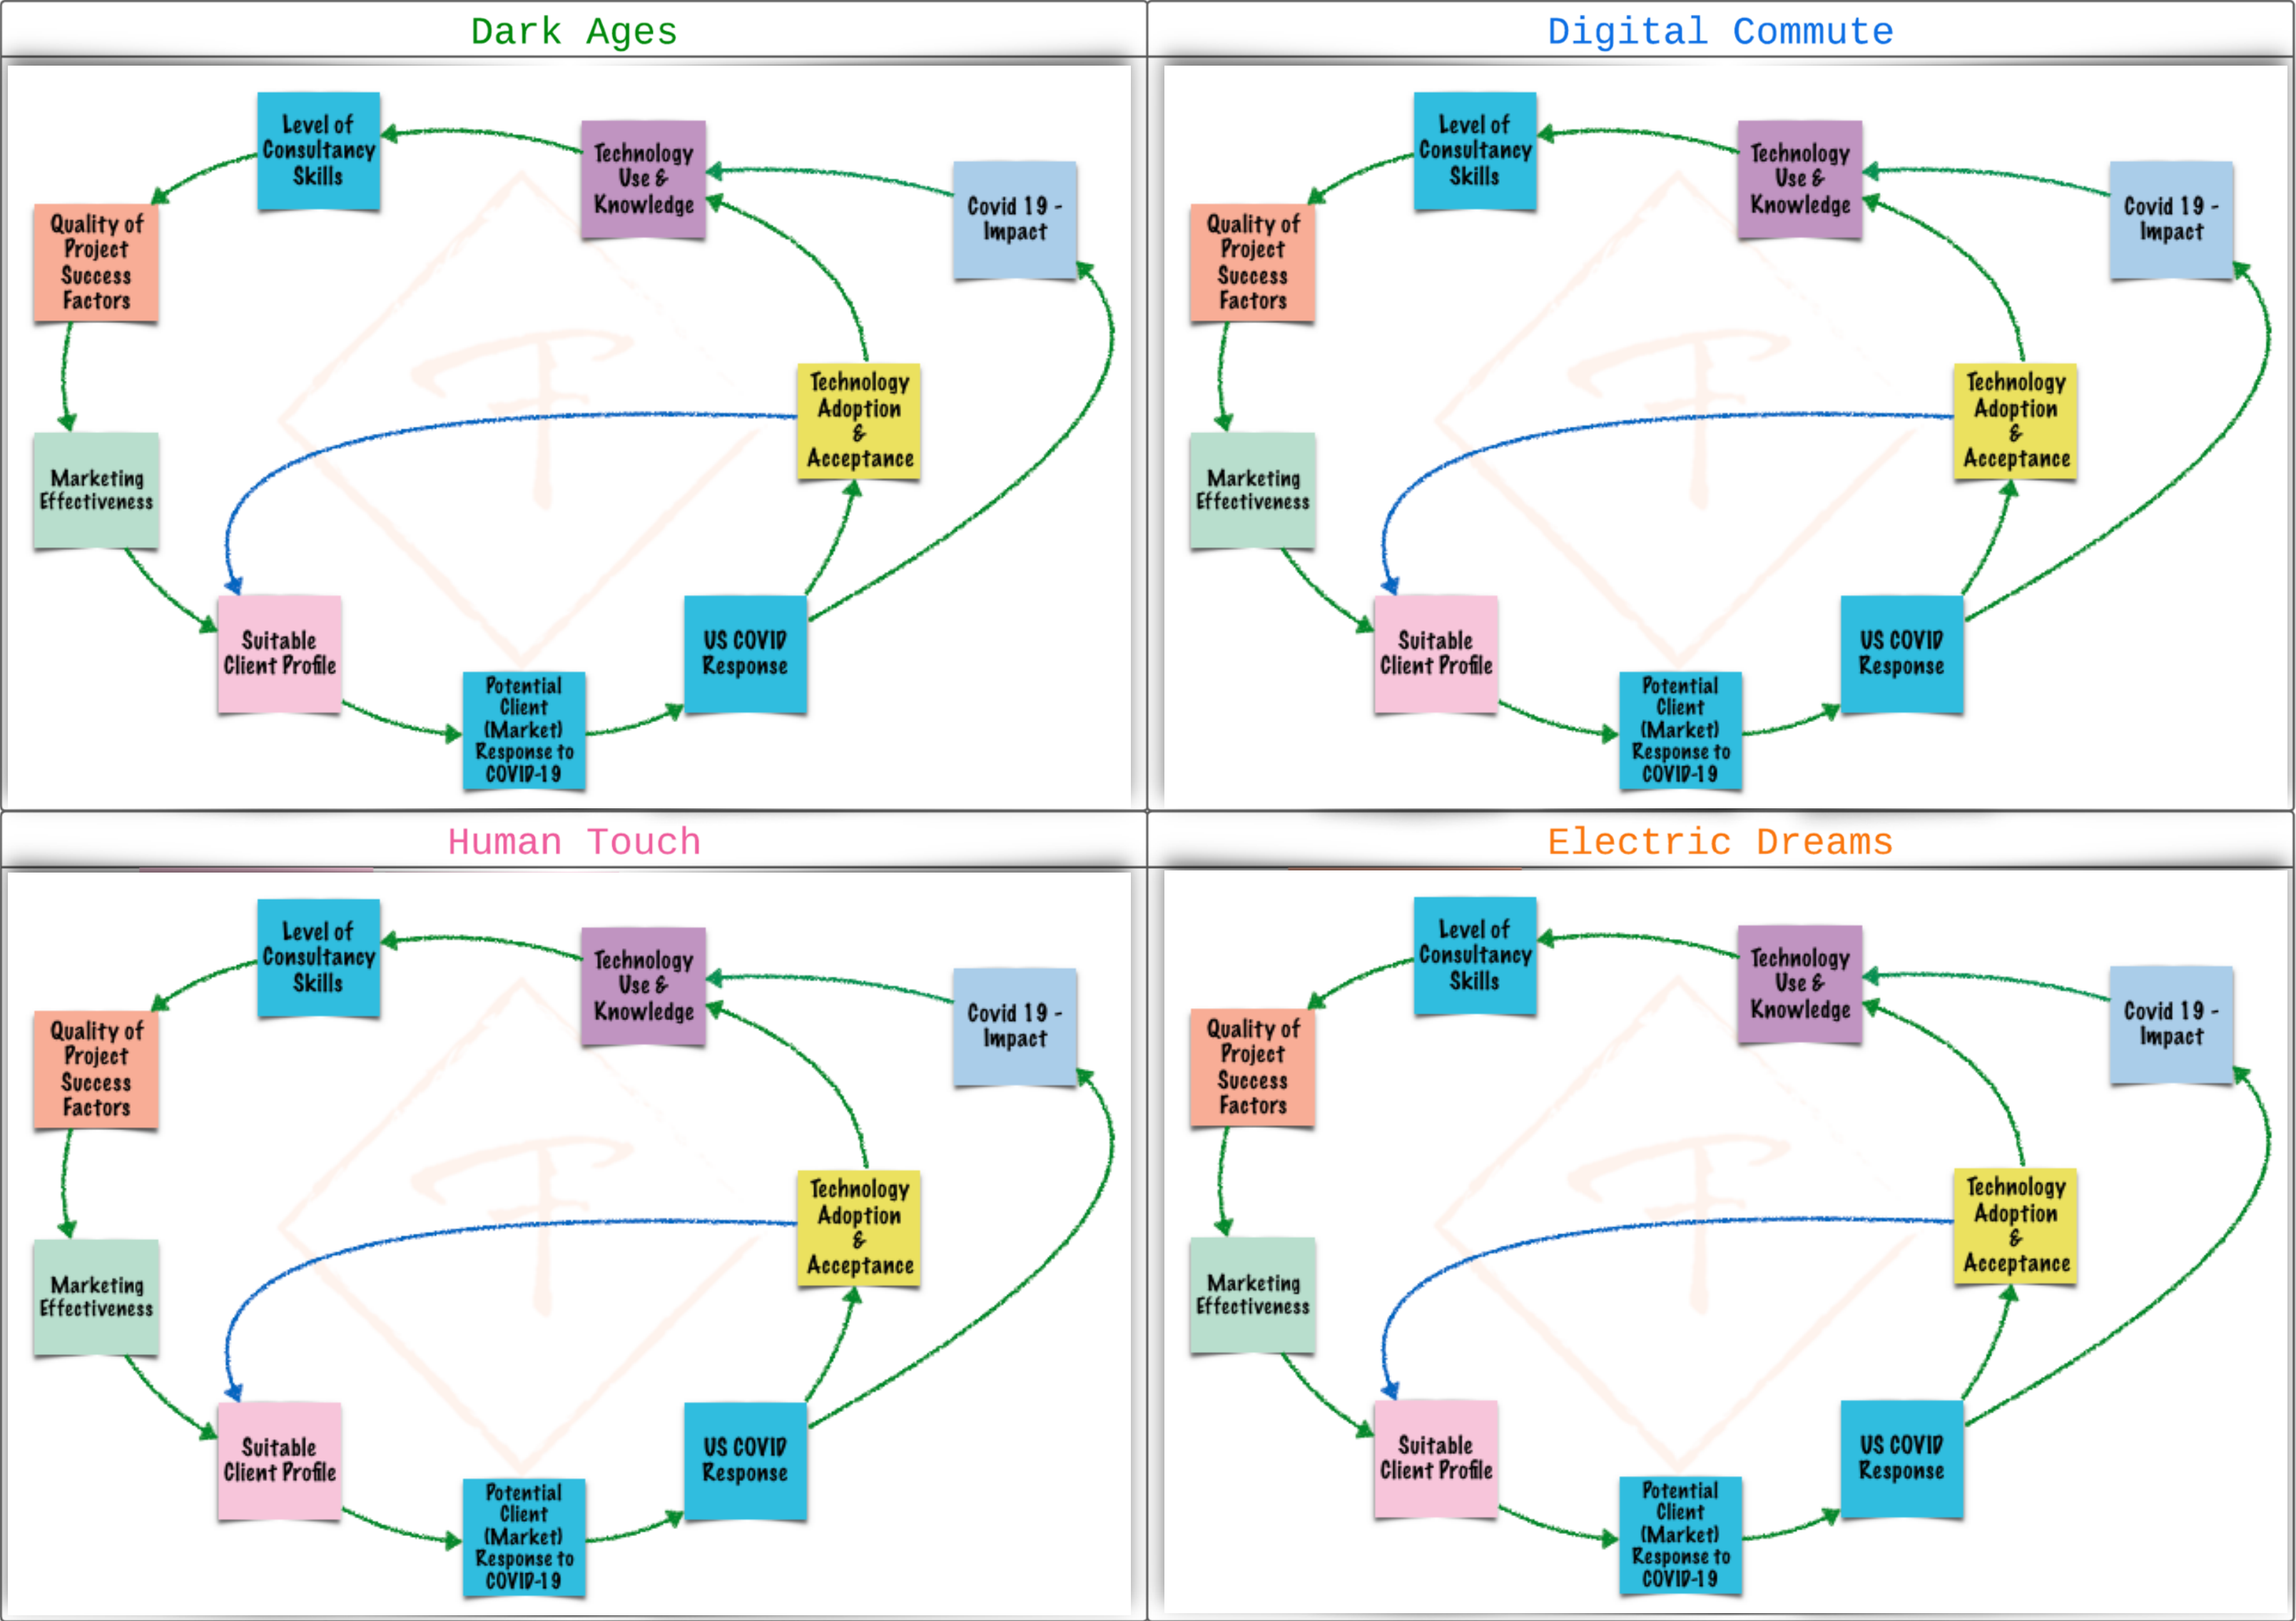 Dark Ages
Level of
Consultancy
Skills
Technology
Use &
Knowledge
Covid 19 -
Impact
Quality of
Project
Success
Factors
Technology
Adoption
&
Acceptance
Marketing
Effectiveness
Suitable
Client Profile
US COVID
Response
Potential
Client
(Market)
Response to
COVID-19
Digital Commute
Level of
Consultancy
Skills
Technology
Use &
Knowledge
Covid 19 -
Impact
Quality of
Project
Success
Factors
Technology
Adoption
&
Acceptance
Marketing
Effectiveness
Suitable
Client Profile
US COVID
Response
Potential
Client
(Market)
Response to
COVID-19
Human Touch
Level of
Consultancy
Skills
Technology
Use &
Knowledge
Covid 19 -
Impact
Quality of
Project
Success
Factors
Technology
Adoption
&
Acceptance
Marketing
Effectiveness
Suitable
Client Profile
US COVID
Response
Potential
Client
(Market)
Response to
COVID-19
Electric Dreams
Level of
Consultancy
Skills
Technology
Use &
Knowledge
Covid 19 -
Impact
Quality of
Project
Success
Factors
Technology
Adoption
&
Acceptance
Marketing
Effectiveness
Suitable
Client Profile
US COVID
Response
Potential
Client
(Market)
Response to
COVID-19